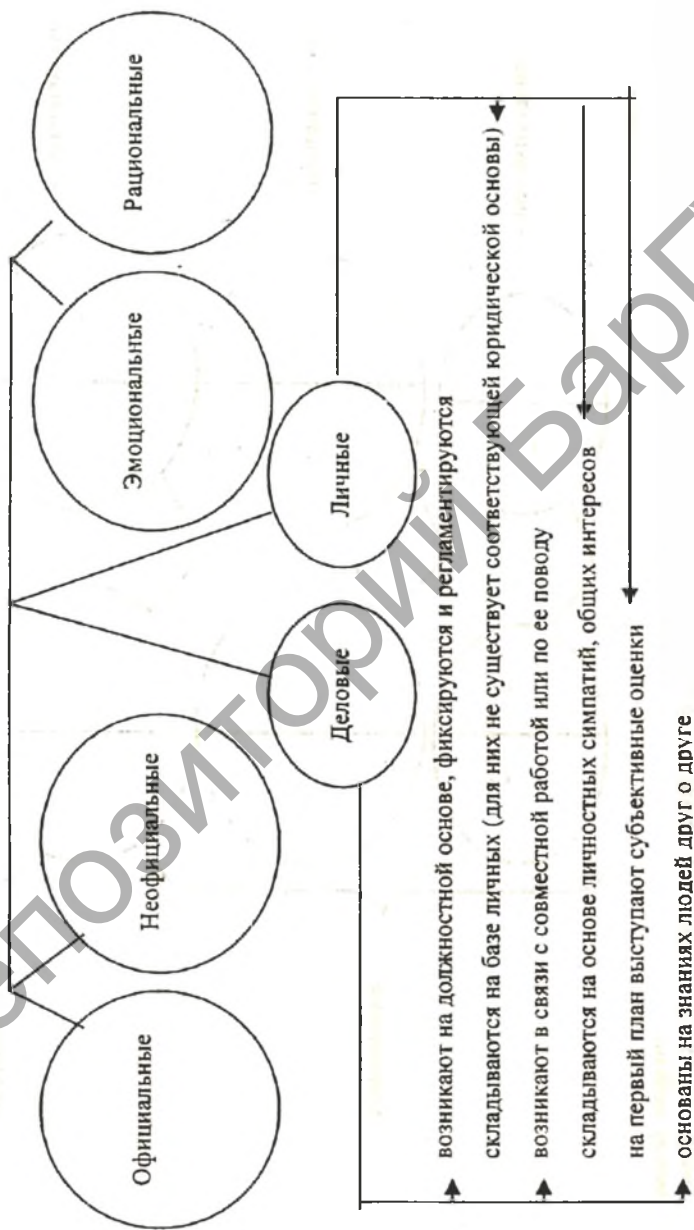 Официальные
Неофициальные
Эмоциональные
Рациональные
Деловые
Личные
возникают на должностной основе, фиксируются и регламентируются
складываются на базе личных (для них не существует соответствующей юридической основы)
возникают в связи с совместной работой или по ее поводу
складываются на основе личностных симпатий, общих интересов
на первый план выступают субъективные оценки
основаны на знаниях людей друг о друге